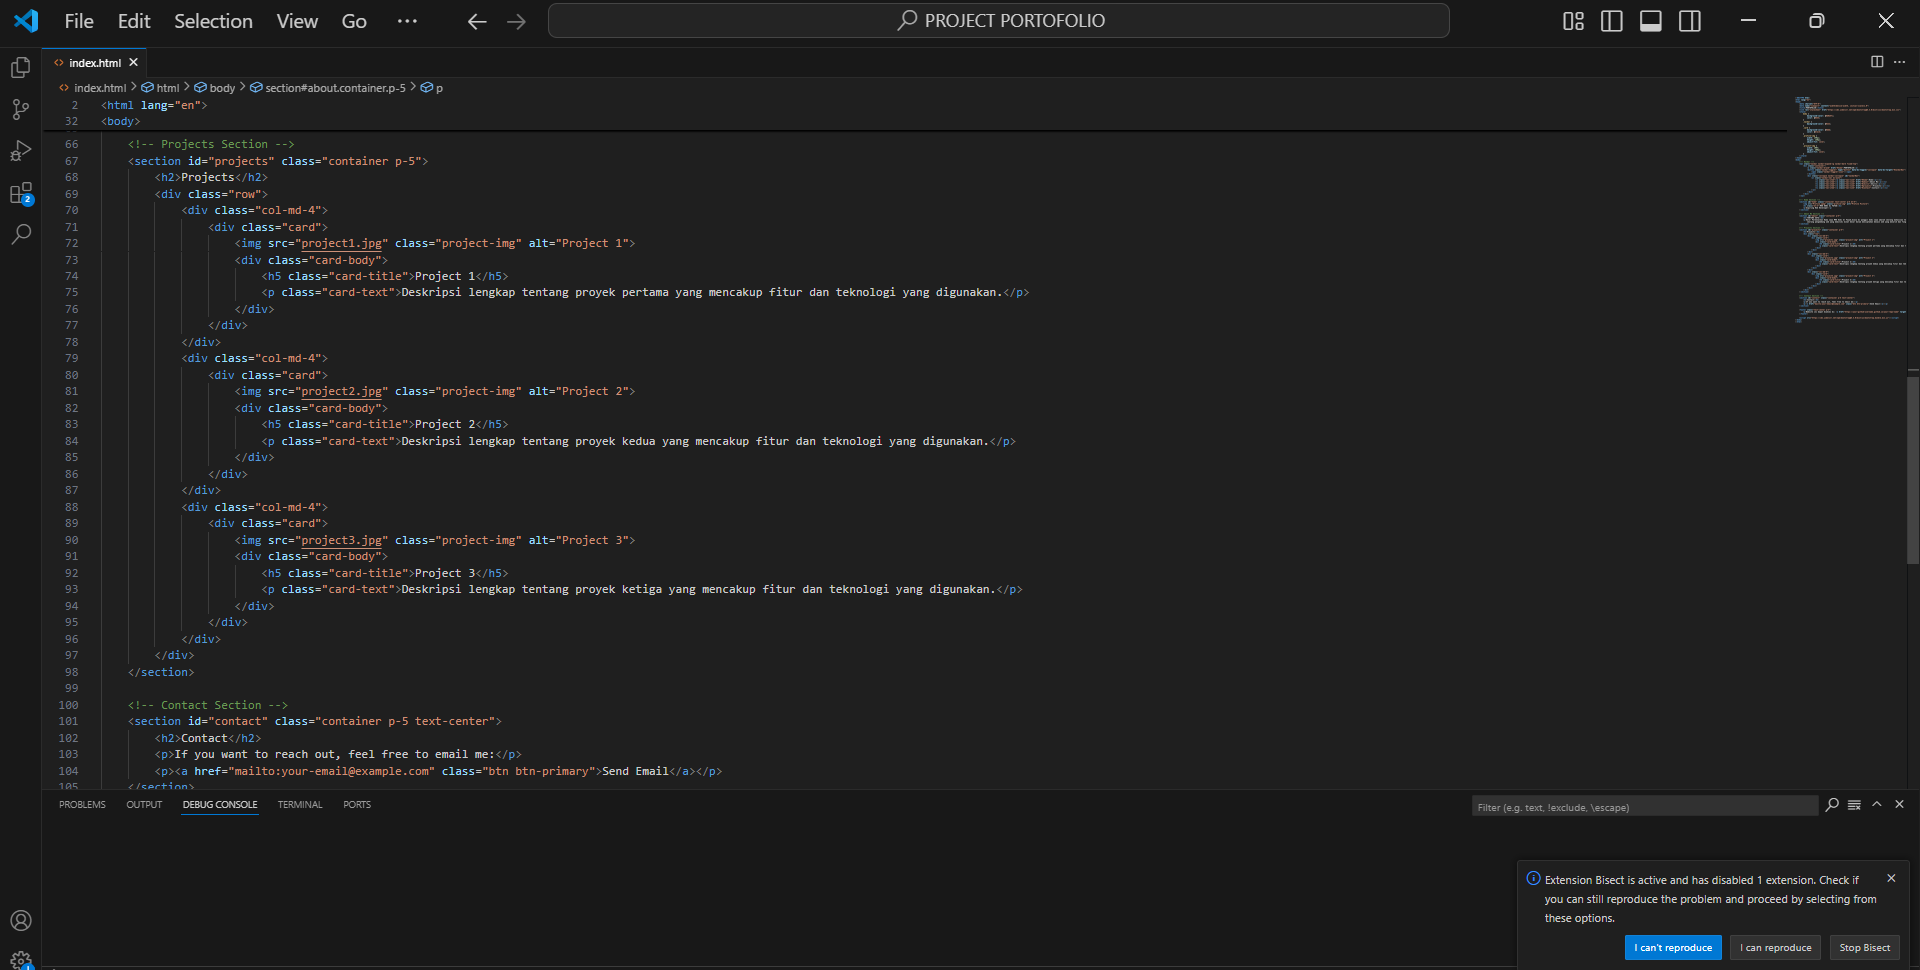 File Edit Selection View Go ···
PROJECT PORTOFOLIO
index.html
index.html > html > body > section#about.container.p-5 > p
2 <html lang="en">
32 <body>
66 <!-- Projects Section -->
67 <section id="projects" class="container p-5">
68 <h2>Projects</h2>
69 <div class="row">
70 <div class="col-md-4">
71 <div class="card">
72 <img src="project1.jpg" class="project-img" alt="Project 1">
73 <div class="card-body">
74 <h5 class="card-title">Project 1</h5>
75 <p class="card-text">Deskripsi lengkap tentang proyek pertama yang mencakup fitur dan teknologi yang digunakan.</p>
76 </div>
77 </div>
78 </div>
79 <div class="col-md-4">
80 <div class="card">
81 <img src="project2.jpg" class="project-img" alt="Project 2">
82 <div class="card-body">
83 <h5 class="card-title">Project 2</h5>
84 <p class="card-text">Deskripsi lengkap tentang proyek kedua yang mencakup fitur dan teknologi yang digunakan.</p>
85 </div>
86 </div>
87 </div>
88 <div class="col-md-4">
89 <div class="card">
90 <img src="project3.jpg" class="project-img" alt="Project 3">
91 <div class="card-body">
92 <h5 class="card-title">Project 3</h5>
93 <p class="card-text">Deskripsi lengkap tentang proyek ketiga yang mencakup fitur dan teknologi yang digunakan.</p>
94 </div>
95 </div>
96 </div>
97 </div>
98 </section>
99
100 <!-- Contact Section -->
101 <section id="contact" class="container p-5 text-center">
102 <h2>Contact</h2>
103 <p>If you want to reach out, feel free to email me:</p>
104 <p><a href="mailto:your-email@example.com" class="btn btn-primary">Send Email</a></p>
105 </section>
PROBLEMS OUTPUT DEBUG CONSOLE TERMINAL PORTS
Filter (e.g. text, !exclude, \escape)
2
Extension Bisect is active and has disabled 1 extension. Check if
you can still reproduce the problem and proceed by selecting from
these options.
I can't reproduce
I can reproduce
Stop Bisect
1